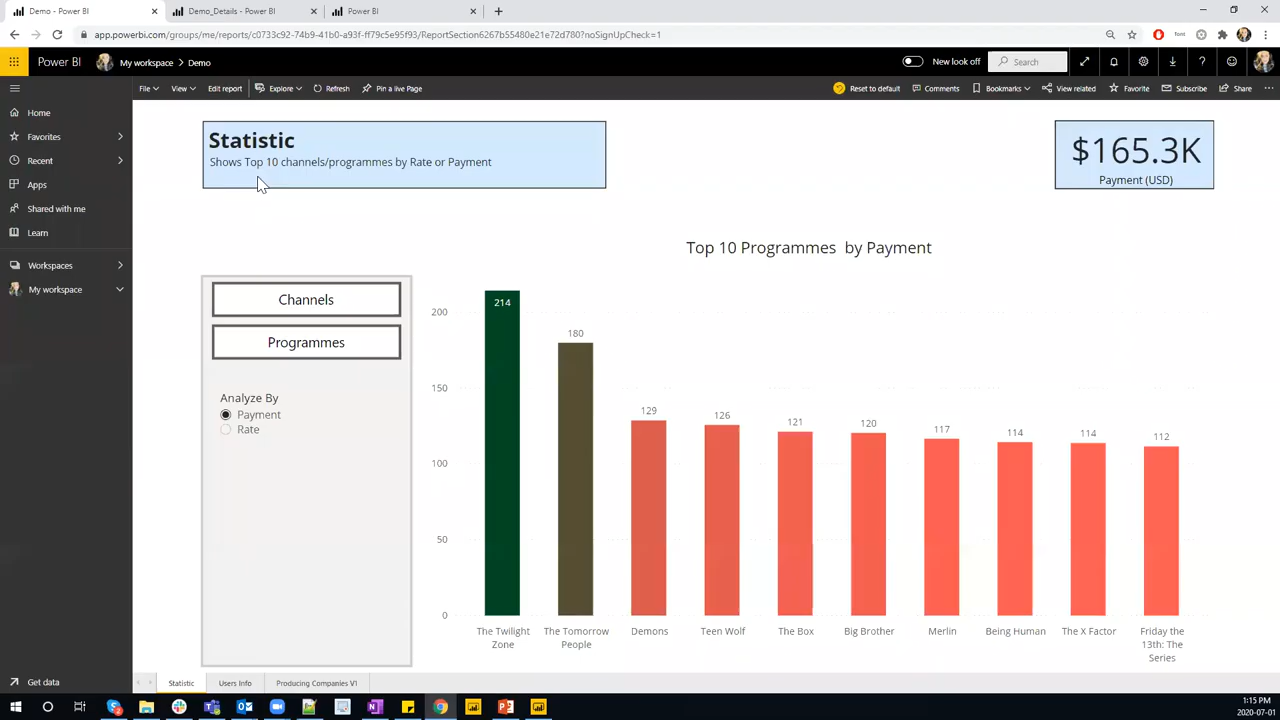 Demo - Power BI
Demo_Details - Power BI
Power BI
app.powerbi.com/groups/me/reports/c0733c92-74b9-41b0-a93f-ff79c5e95f93/ReportSection6267b55480e21e72d780?noSignUpCheck=1
Power BI My workspace Demo New look off Search
File View Edit report Explore Refresh Pin a live Page Reset to default Comments Bookmarks View related Favorite Subscribe Share
Home
Favorites
Recent
Apps
Shared with me
Learn
Workspaces
My workspace
Get data
Statistic
Shows Top 10 channels/programmes by Rate or Payment
$165.3K
Payment (USD)
Channels
Programmes
Analyze By
Payment
Rate
Top 10 Programmes by Payment
200
150
100
50
0
214
180
129
126
121
120
117
114
114
112
The Twilight
Zone
The Tomorrow
People
Demons
Teen Wolf
The Box
Big Brother
Merlin
Being Human
The X Factor
Friday the
13th: The
Series
Statistic Users Info Producing Companies V1
1:15 PM
2020-07-01